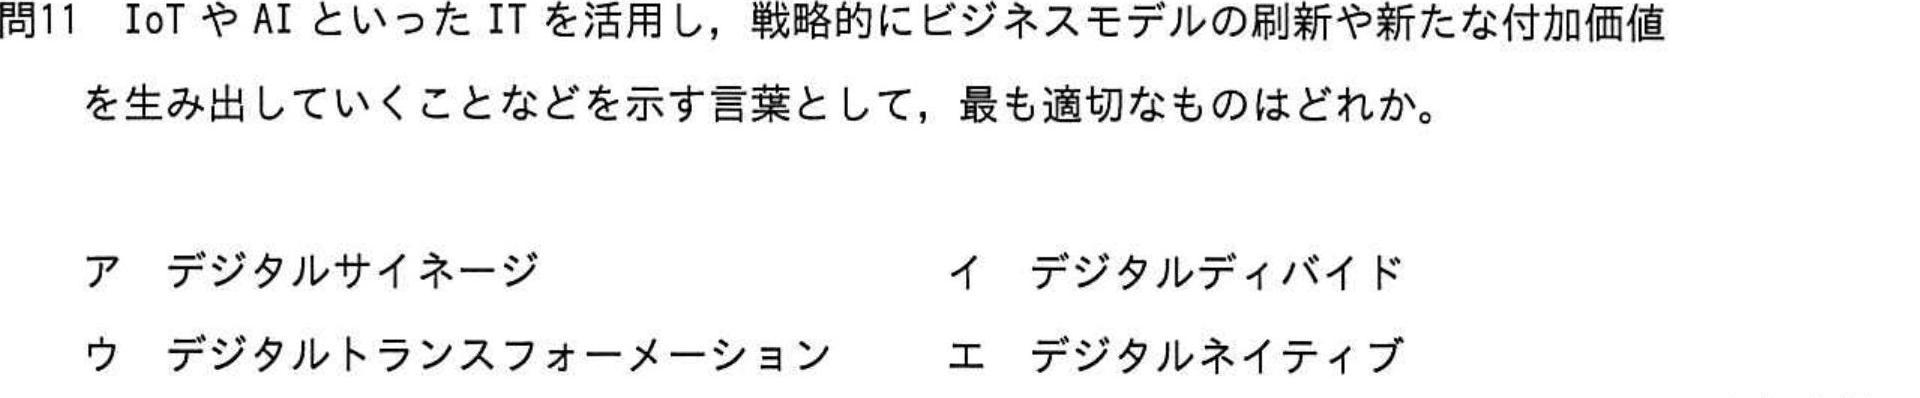 問11 IoT や AI といった IT を活用し，戦略的にビジネスモデルの刷新や新たな付加価値
を生み出していくことなどを示す言葉として，最も適切なものはどれか。
ア デジタルサイネージ イ デジタルディバイド
ウ デジタルトランスフォーメーション エ デジタルネイティブ